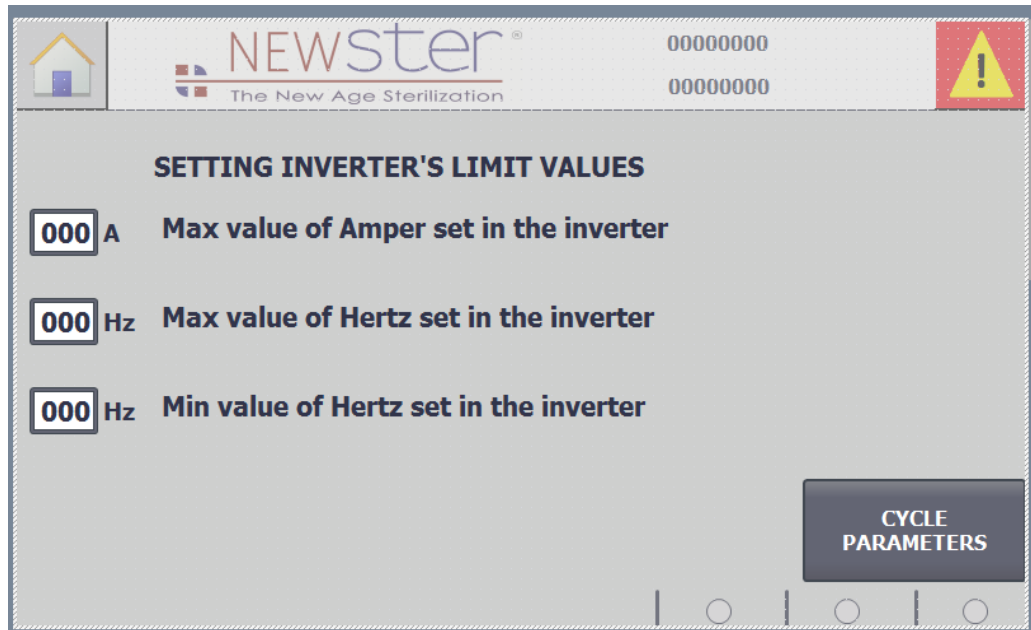 NEWSter®
00000000
The New Age Sterilization
00000000
SETTING INVERTER'S LIMIT VALUES
000 A Max value of Amper set in the inverter
000 Hz Max value of Hertz set in the inverter
000 Hz Min value of Hertz set in the inverter
CYCLE
PARAMETERS